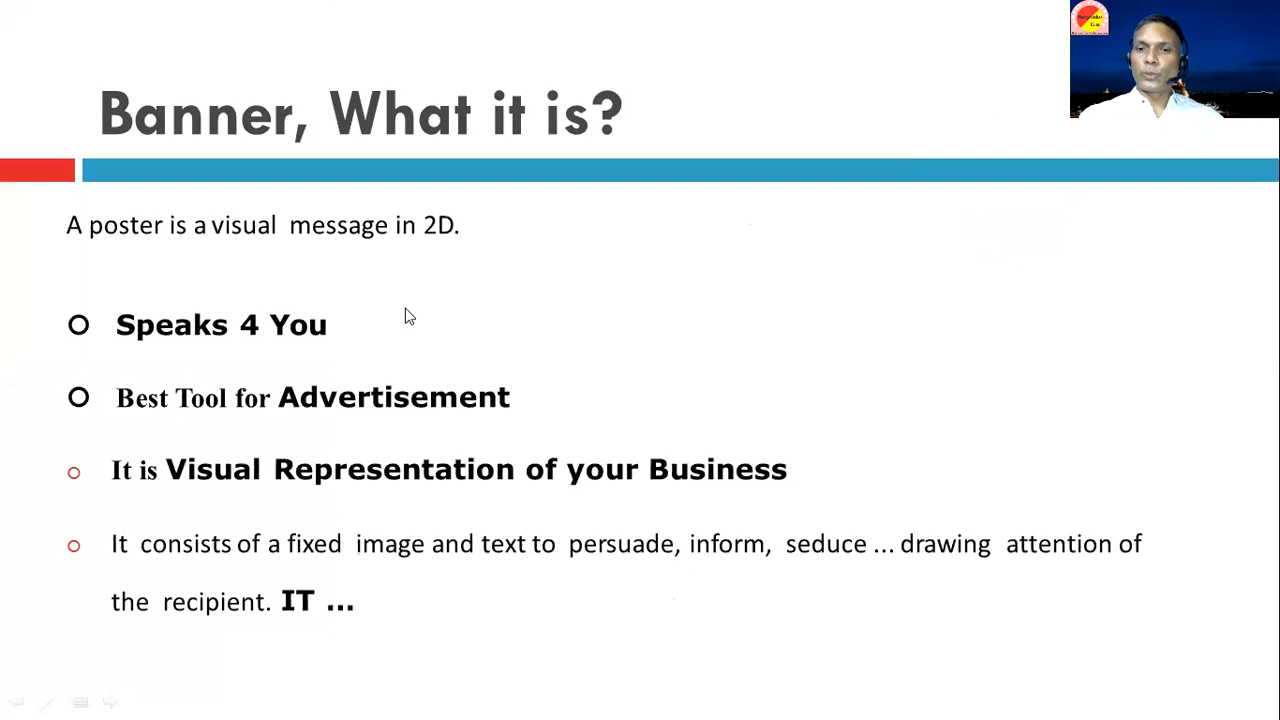 Banner, What it is?
A poster is a visual message in 2D.
Speaks 4 You
Best Tool for Advertisement
It is Visual Representation of your Business
It consists of a fixed image and text to persuade, inform, seduce ... drawing attention of
the recipient. IT ...